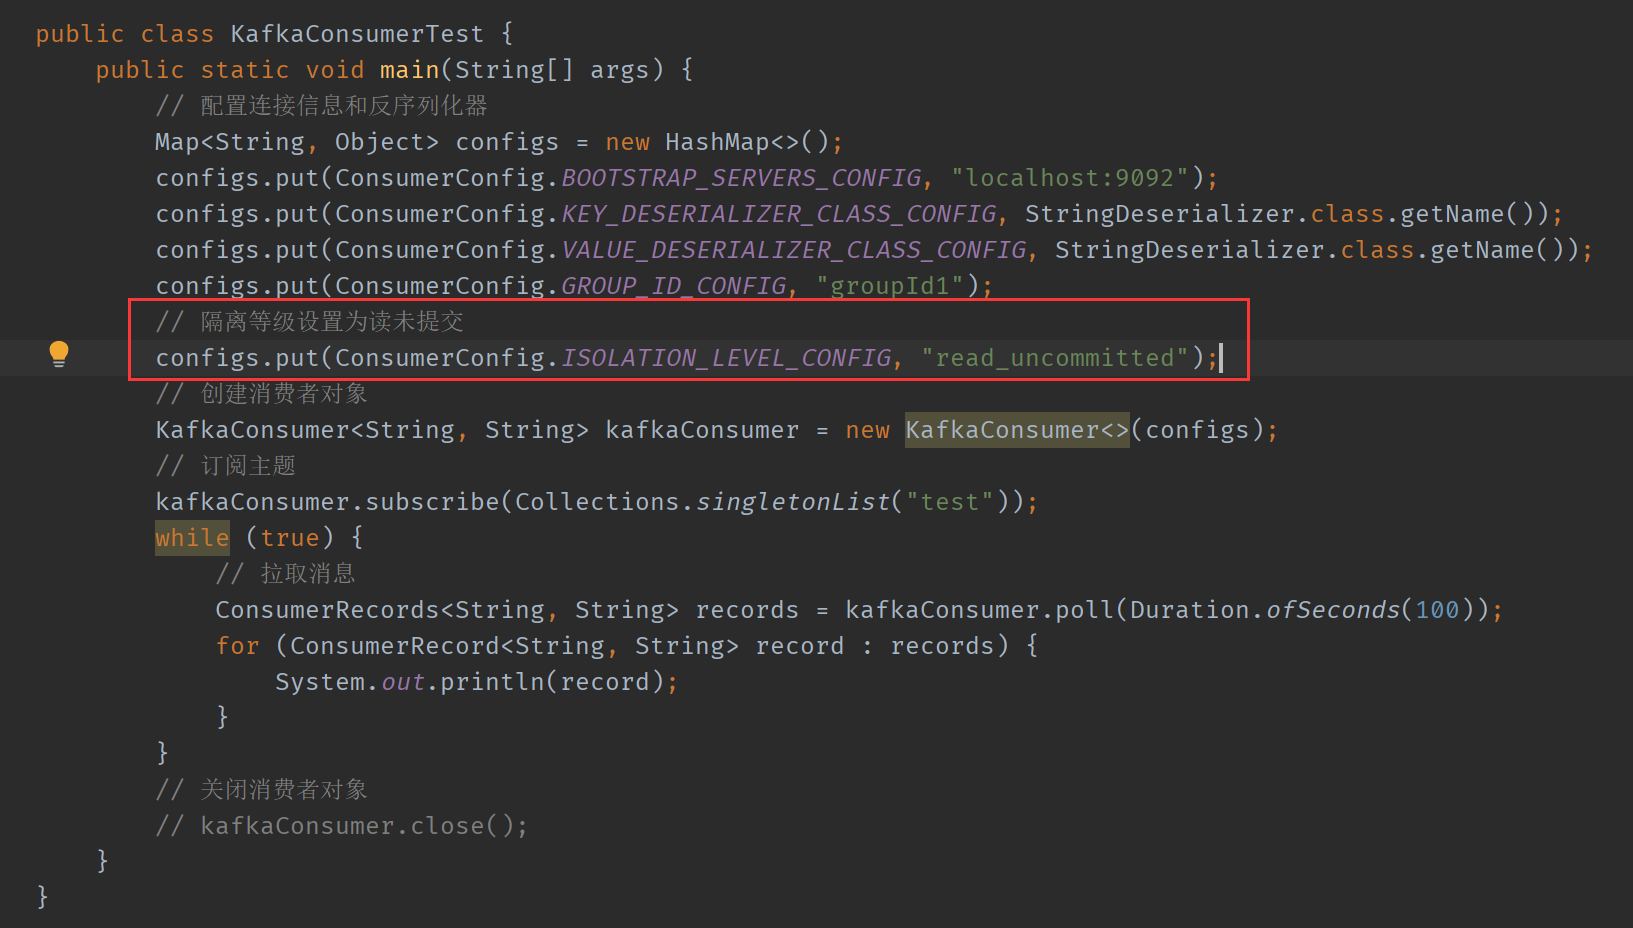 public class KafkaConsumerTest {
    public static void main(String[] args) {
        // 配置连接信息和反序列化器
        Map<String, Object> configs = new HashMap<>();
        configs.put(ConsumerConfig.BOOTSTRAP_SERVERS_CONFIG, "localhost:9092");
        configs.put(ConsumerConfig.KEY_DESERIALIZER_CLASS_CONFIG, StringDeserializer.class.getName());
        configs.put(ConsumerConfig.VALUE_DESERIALIZER_CLASS_CONFIG, StringDeserializer.class.getName());
        configs.put(ConsumerConfig.GROUP_ID_CONFIG, "groupId1");
        // 隔离等级设置为读未提交
        configs.put(ConsumerConfig.ISOLATION_LEVEL_CONFIG, "read_uncommitted");
        // 创建消费者对象
        KafkaConsumer<String, String> kafkaConsumer = new KafkaConsumer<>(configs);
        // 订阅主题
        kafkaConsumer.subscribe(Collections.singletonList("test"));
        while (true) {
            // 拉取消息
            ConsumerRecords<String, String> records = kafkaConsumer.poll(Duration.ofSeconds(100));
            for (ConsumerRecord<String, String> record : records) {
                System.out.println(record);
            }
        }
        // 关闭消费者对象
        // kafkaConsumer.close();
    }
}